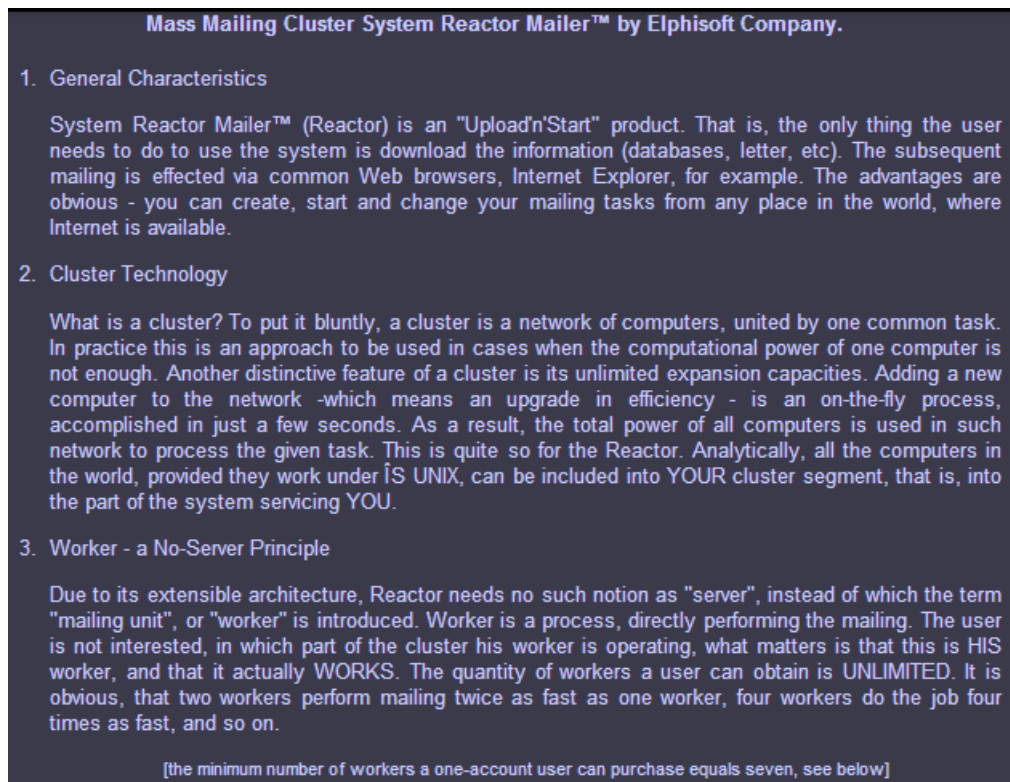 Mass Mailing Cluster System Reactor Mailer™ by Elphisoft Company.
1. General Characteristics
System Reactor Mailer™ (Reactor) is an "Upload'n'Start" product. That is, the only thing the user
needs to do to use the system is download the information (databases, letter, etc). The subsequent
mailing is effected via common Web browsers, Internet Explorer, for example. The advantages are
obvious - you can create, start and change your mailing tasks from any place in the world, where
Internet is available.
2. Cluster Technology
What is a cluster? To put it bluntly, a cluster is a network of computers, united by one common task.
In practice this is an approach to be used in cases when the computational power of one computer is
not enough. Another distinctive feature of a cluster is its unlimited expansion capacities. Adding a new
computer to the network -which means an upgrade in efficiency - is an on-the-fly process,
accomplished in just a few seconds. As a result, the total power of all computers is used in such
network to process the given task. This is quite so for the Reactor. Analytically, all the computers in
the world, provided they work under ÎS UNIX, can be included into YOUR cluster segment, that is, into
the part of the system servicing YOU.
3. Worker - a No-Server Principle
Due to its extensible architecture, Reactor needs no such notion as "server", instead of which the term
"mailing unit", or "worker" is introduced. Worker is a process, directly performing the mailing. The user
is not interested, in which part of the cluster his worker is operating, what matters is that this is HIS
worker, and that it actually WORKS. The quantity of workers a user can obtain is UNLIMITED. It is
obvious, that two workers perform mailing twice as fast as one worker, four workers do the job four
times as fast, and so on.
[the minimum number of workers a one-account user can purchase equals seven, see below]